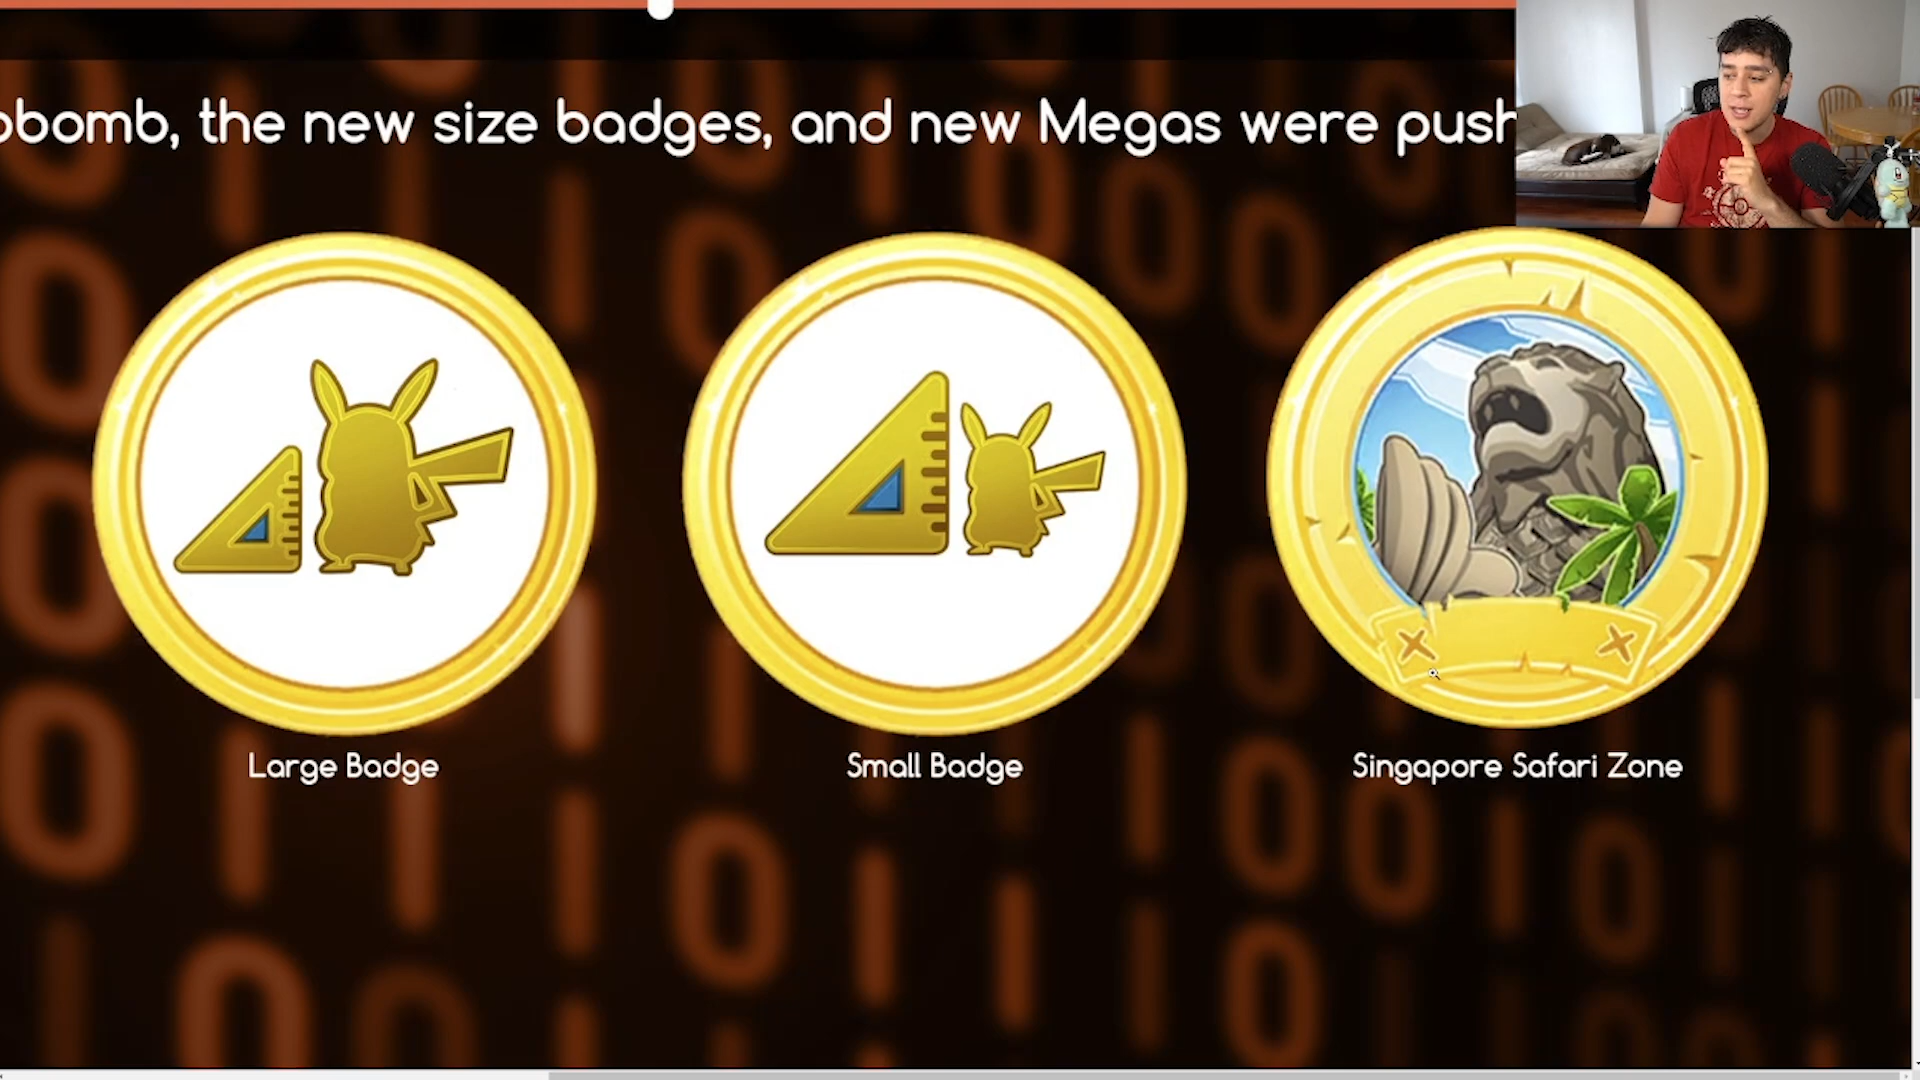 bomb, the new size badges, and new Megas were push
Large Badge
Small Badge
Singapore Safari Zone